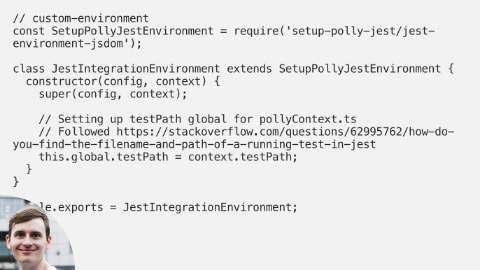 // custom-environment
const SetupPollyJestEnvironment = require('setup-polly-jest/jest-
environment-jsdom');
class JestIntegrationEnvironment extends SetupPollyJestEnvironment {
constructor(config, context) {
super(config, context);
// Setting up testPath global for pollyContext.ts
// Followed https://stackoverflow.com/questions/62995762/how-do-
you-find-the-filename-and-path-of-a-running-test-in-jest
this.global.testPath = context.testPath;
}
}
le.exports = JestIntegrationEnvironment;